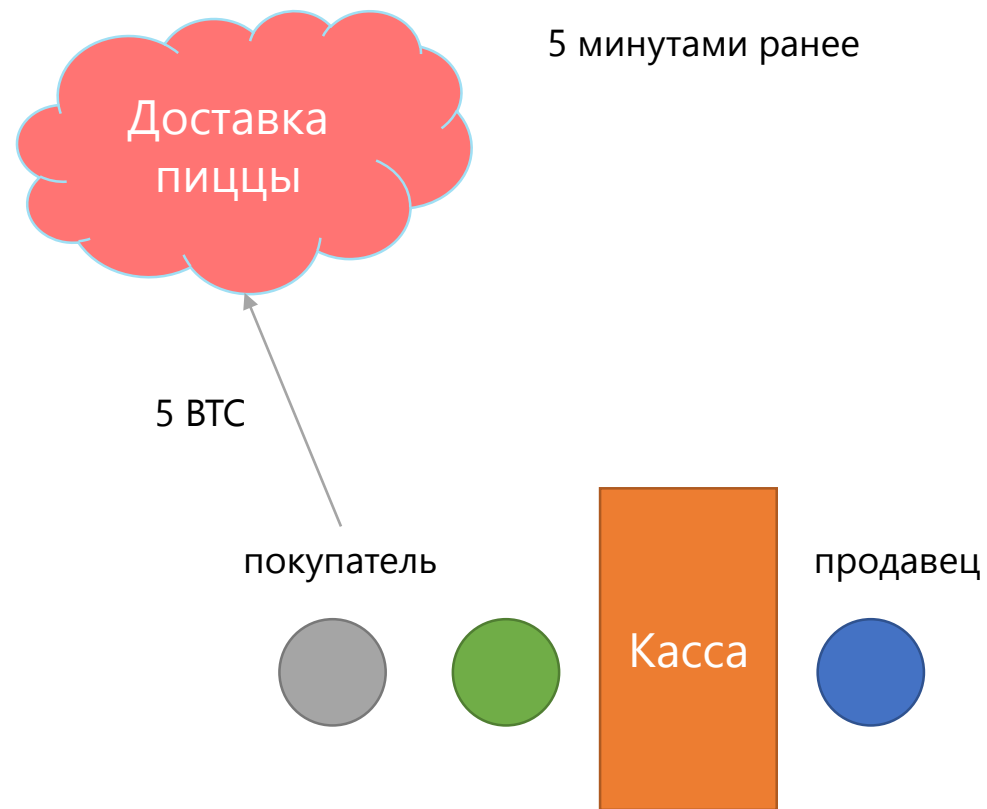 5 минутами ранее
Доставка
пиццы
5 BTC
покупатель
продавец
Касса